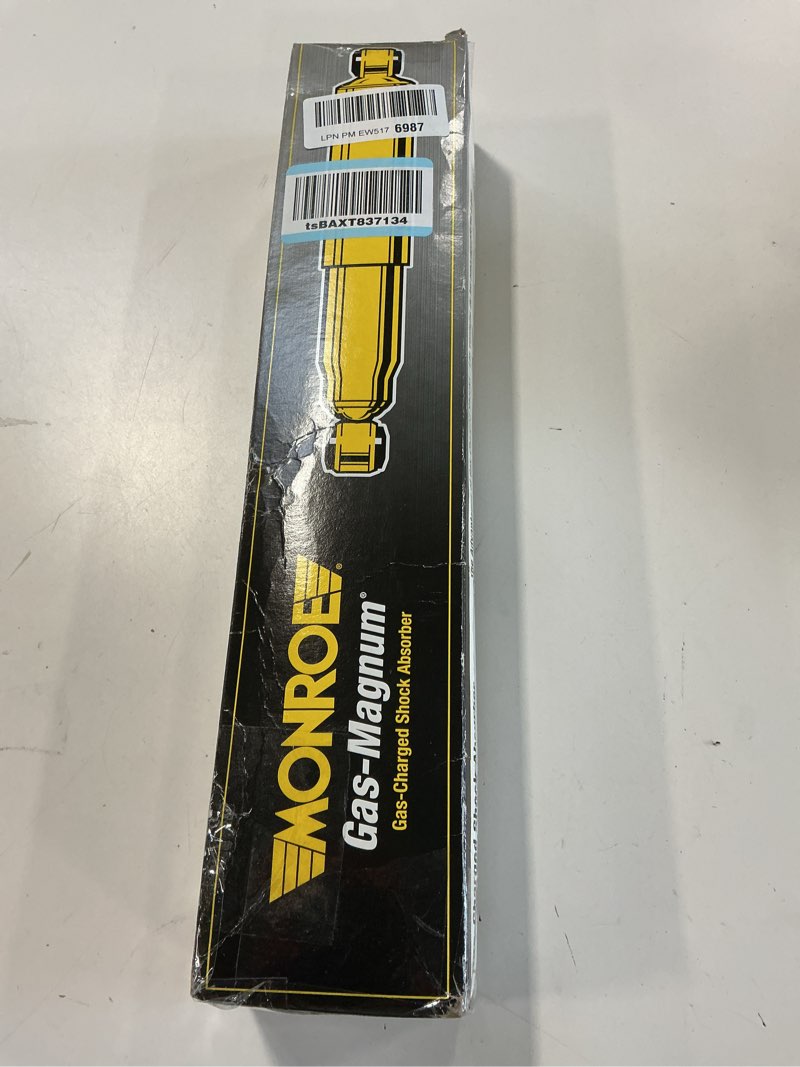 LPN PM EW517 6987
tsBAXT837134
MONROE®
Gas-Magnum®
Gas-Charged Shock Absorber